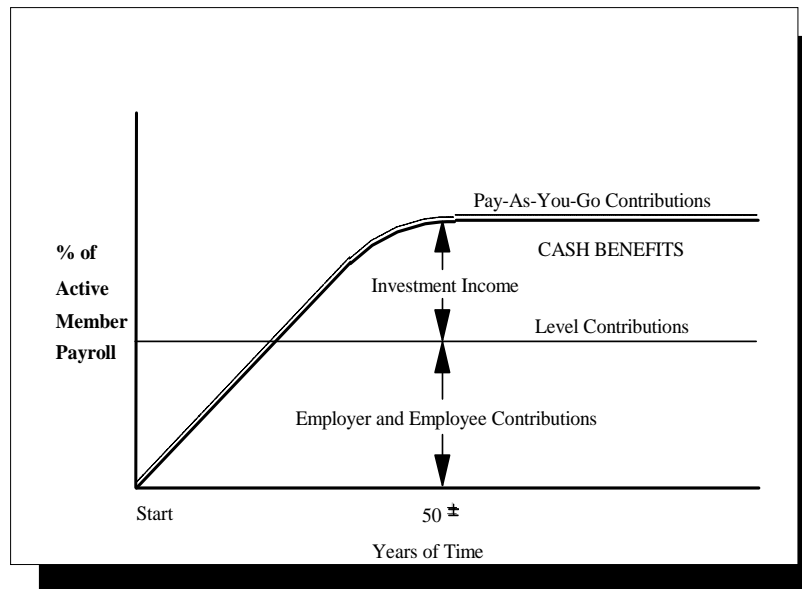 Pay-As-You-Go Contributions
CASH BENEFITS
% of
Active
Member
Payroll
Investment Income
Level Contributions
Employer and Employee Contributions
Start
50 ±
Years of Time